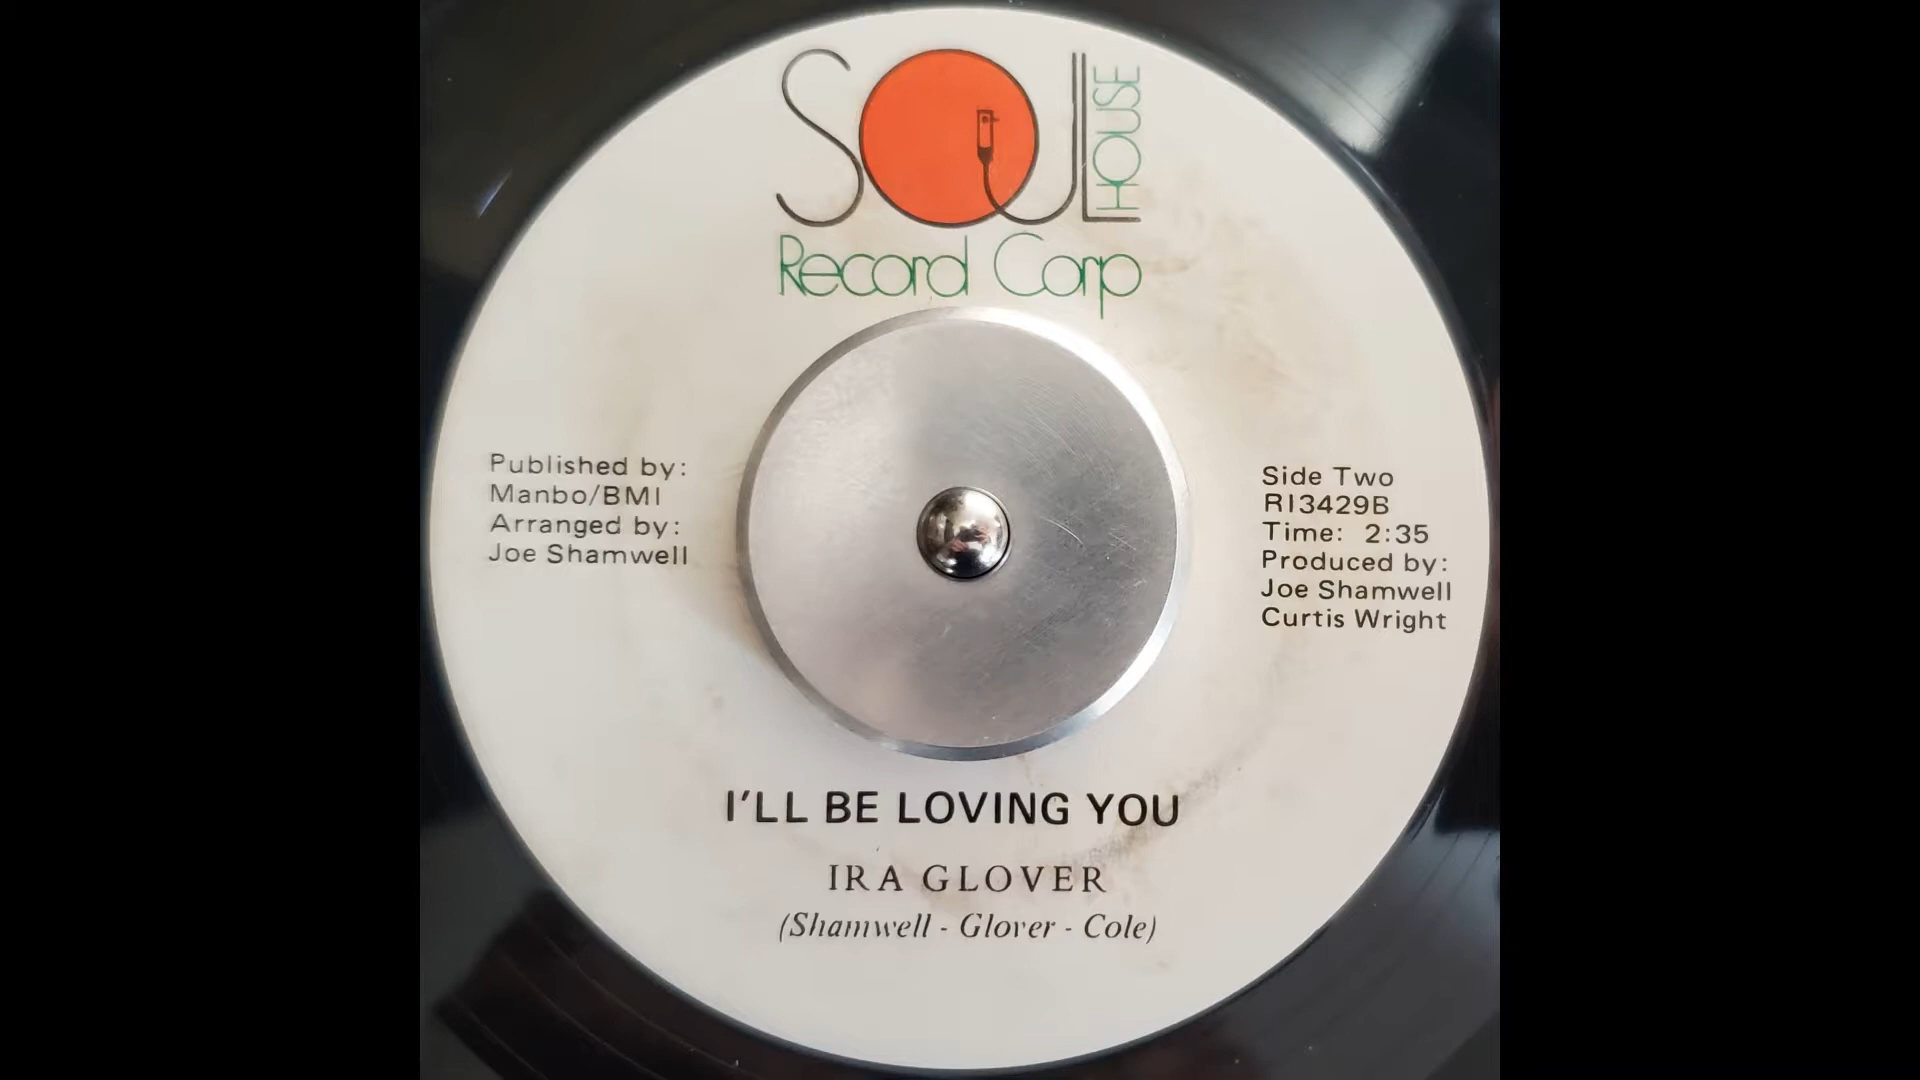 SOUL HOUSE
Record Corp
Published by:
Manbo/BMI
Arranged by:
Joe Shamwell
Side Two
RI3429B
Time: 2:35
Produced by:
Joe Shamwell
Curtis Wright
I'LL BE LOVING YOU
IRA GLOVER
(Shamwell - Glover - Cole)